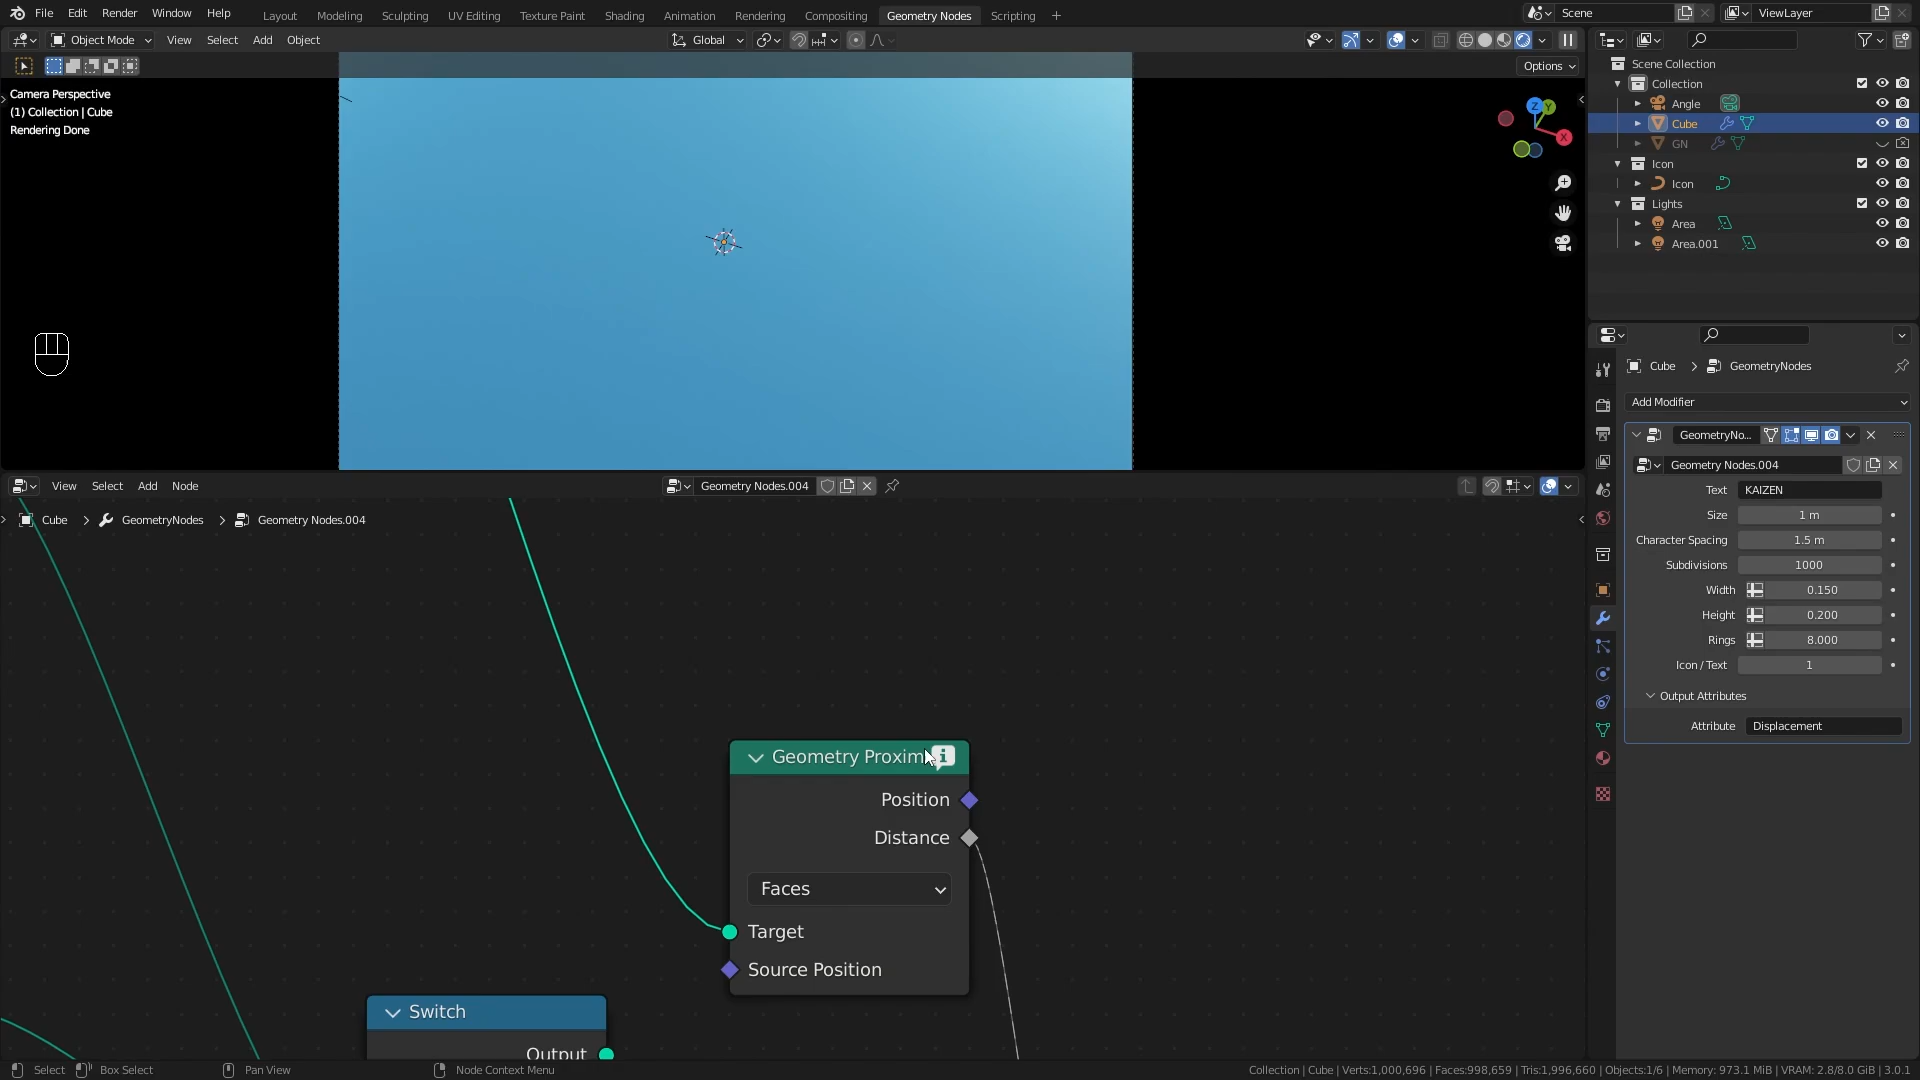 File Edit Render Window Help
Layout Modeling Sculpting UV Editing Texture Paint Shading Animation Rendering Compositing Geometry Nodes Scripting
Scene ViewLayer
Object Mode View Select Add Object Global
Options
Camera Perspective
(1) Collection | Cube
Rendering Done
Z Y X
Scene Collection
Collection
Angle
Cube
GN
Icon
Icon
Lights
Area
Area.001
Cube GeometryNodes
Add Modifier
GeometryNo...
Geometry Nodes.004
Text KAIZEN
Size 1 m
Character Spacing 1.5 m
Subdivisions 1000
Width 0.150
Height 0.200
Rings 8.000
Icon / Text 1
Output Attributes
Attribute Displacement
View Select Add Node Geometry Nodes.004
Cube GeometryNodes Geometry Nodes.004
Geometry Proxim
Position
Distance
Faces
Target
Source Position
Switch
Output
Select Box Select Pan View Node Context Menu
Collection | Cube | Verts:1,000,696 | Faces:998,659 | Tris:1,996,660 | Objects:1/6 | Memory: 973.1 MiB | VRAM: 2.8/8.0 GiB | 3.0.1